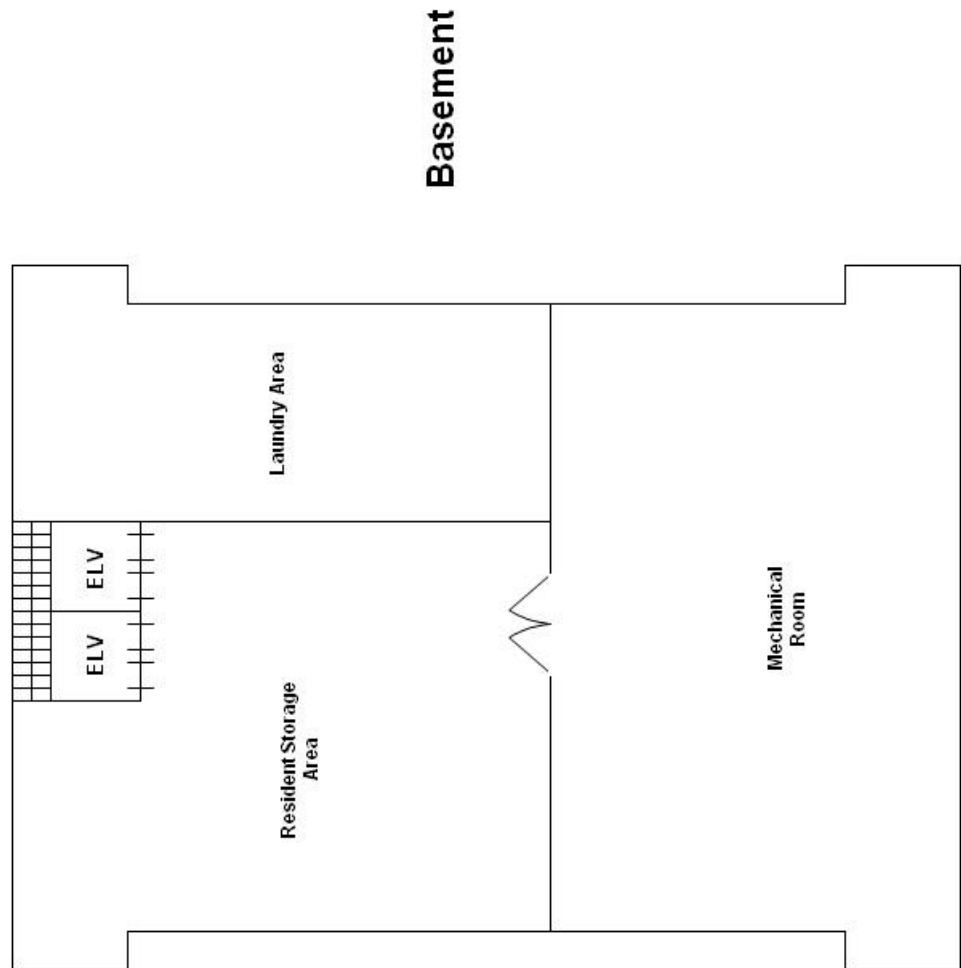 Basement
Laundry Area
ELV
ELV
Resident Storage
Area
Mechanical
Room